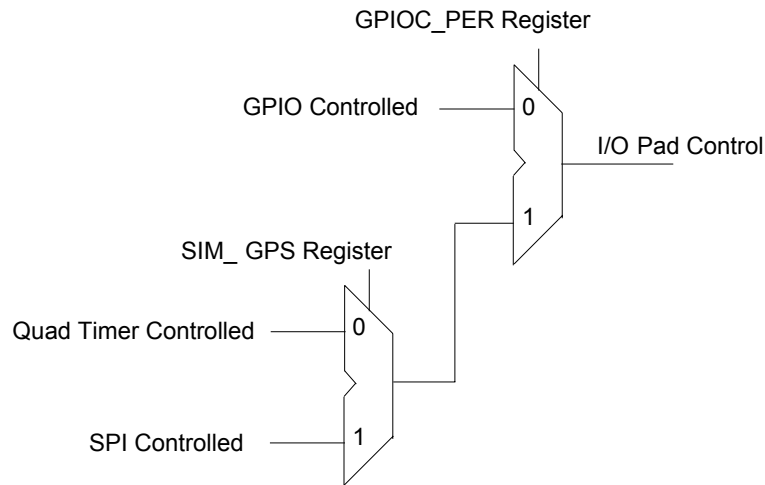 GPIOC_PER Register
GPIO Controlled
0
I/O Pad Control
1
SIM_ GPS Register
Quad Timer Controlled
0
SPI Controlled
1